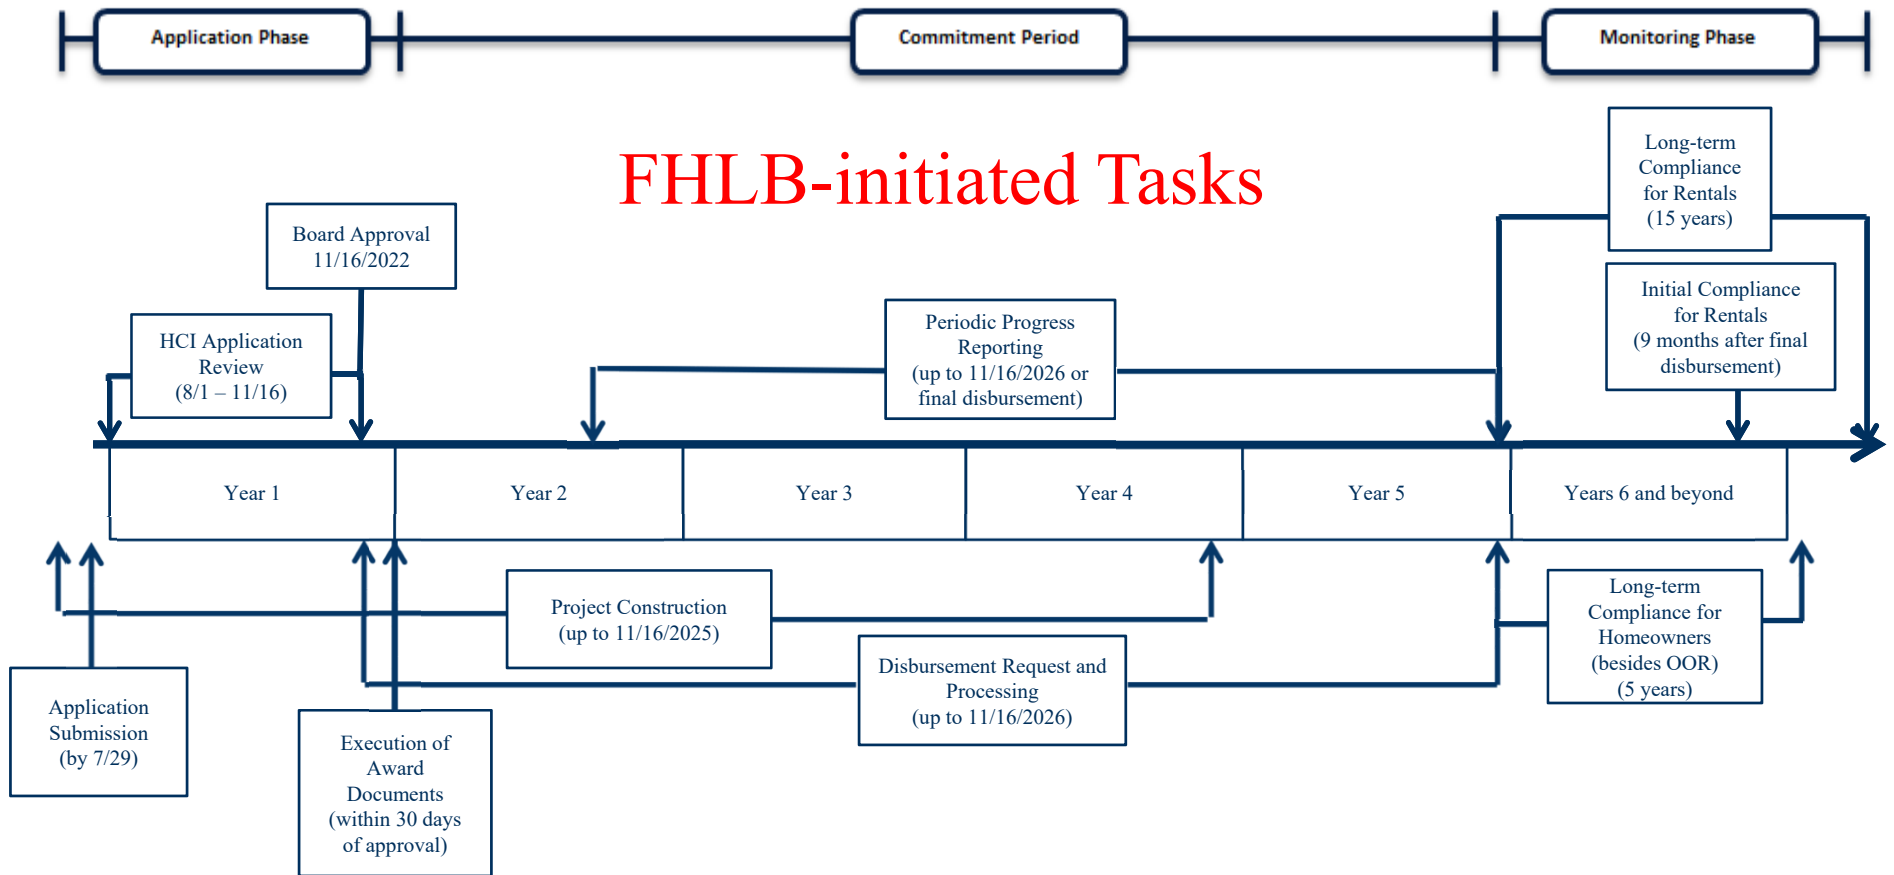 Application Phase
Commitment Period
Monitoring Phase
FHLB-initiated Tasks
Long-term
Compliance
for Rentals
(15 years)
Board Approval
11/16/2022
Initial Compliance
for Rentals
(9 months after final
disbursement)
HCI Application
Review
(8/1 – 11/16)
Periodic Progress
Reporting
(up to 11/16/2026 or
final disbursement)
Year 1
Year 2
Year 3
Year 4
Year 5
Years 6 and beyond
Project Construction
(up to 11/16/2025)
Long-term
Compliance for
Homeowners
(besides OOR)
(5 years)
Disbursement Request and
Processing
(up to 11/16/2026)
Application
Submission
(by 7/29)
Execution of
Award
Documents
(within 30 days
of approval)